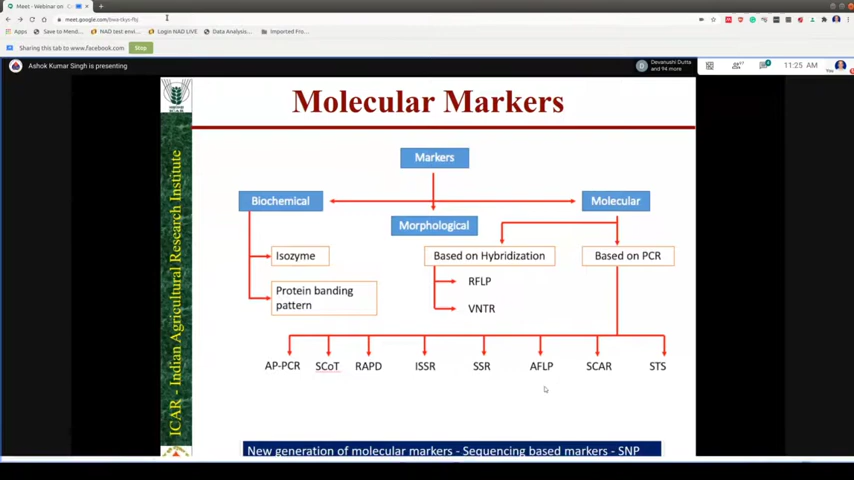 Meet - Webinar on
meet.google.com/bwe-tkyo-fbj
Apps
Save to Mend...
NAD test envi...
Login NAD LIVE
Data Analysis...
Imported Fro...
Sharing this tab to www.facebook.com
Stop
Ashok Kumar Singh is presenting
D
Devanushi Dutta
and 94 more
11:25 AM
You
Molecular Markers
ICAR - Indian Agricultural Research Institute
Markers
Biochemical
Molecular
Morphological
Isozyme
Based on Hybridization
Based on PCR
RFLP
Protein banding
pattern
VNTR
AP-PCR
SCoT
RAPD
ISSR
SSR
AFLP
SCAR
STS
New generation of molecular markers - Sequencing based markers - SNP